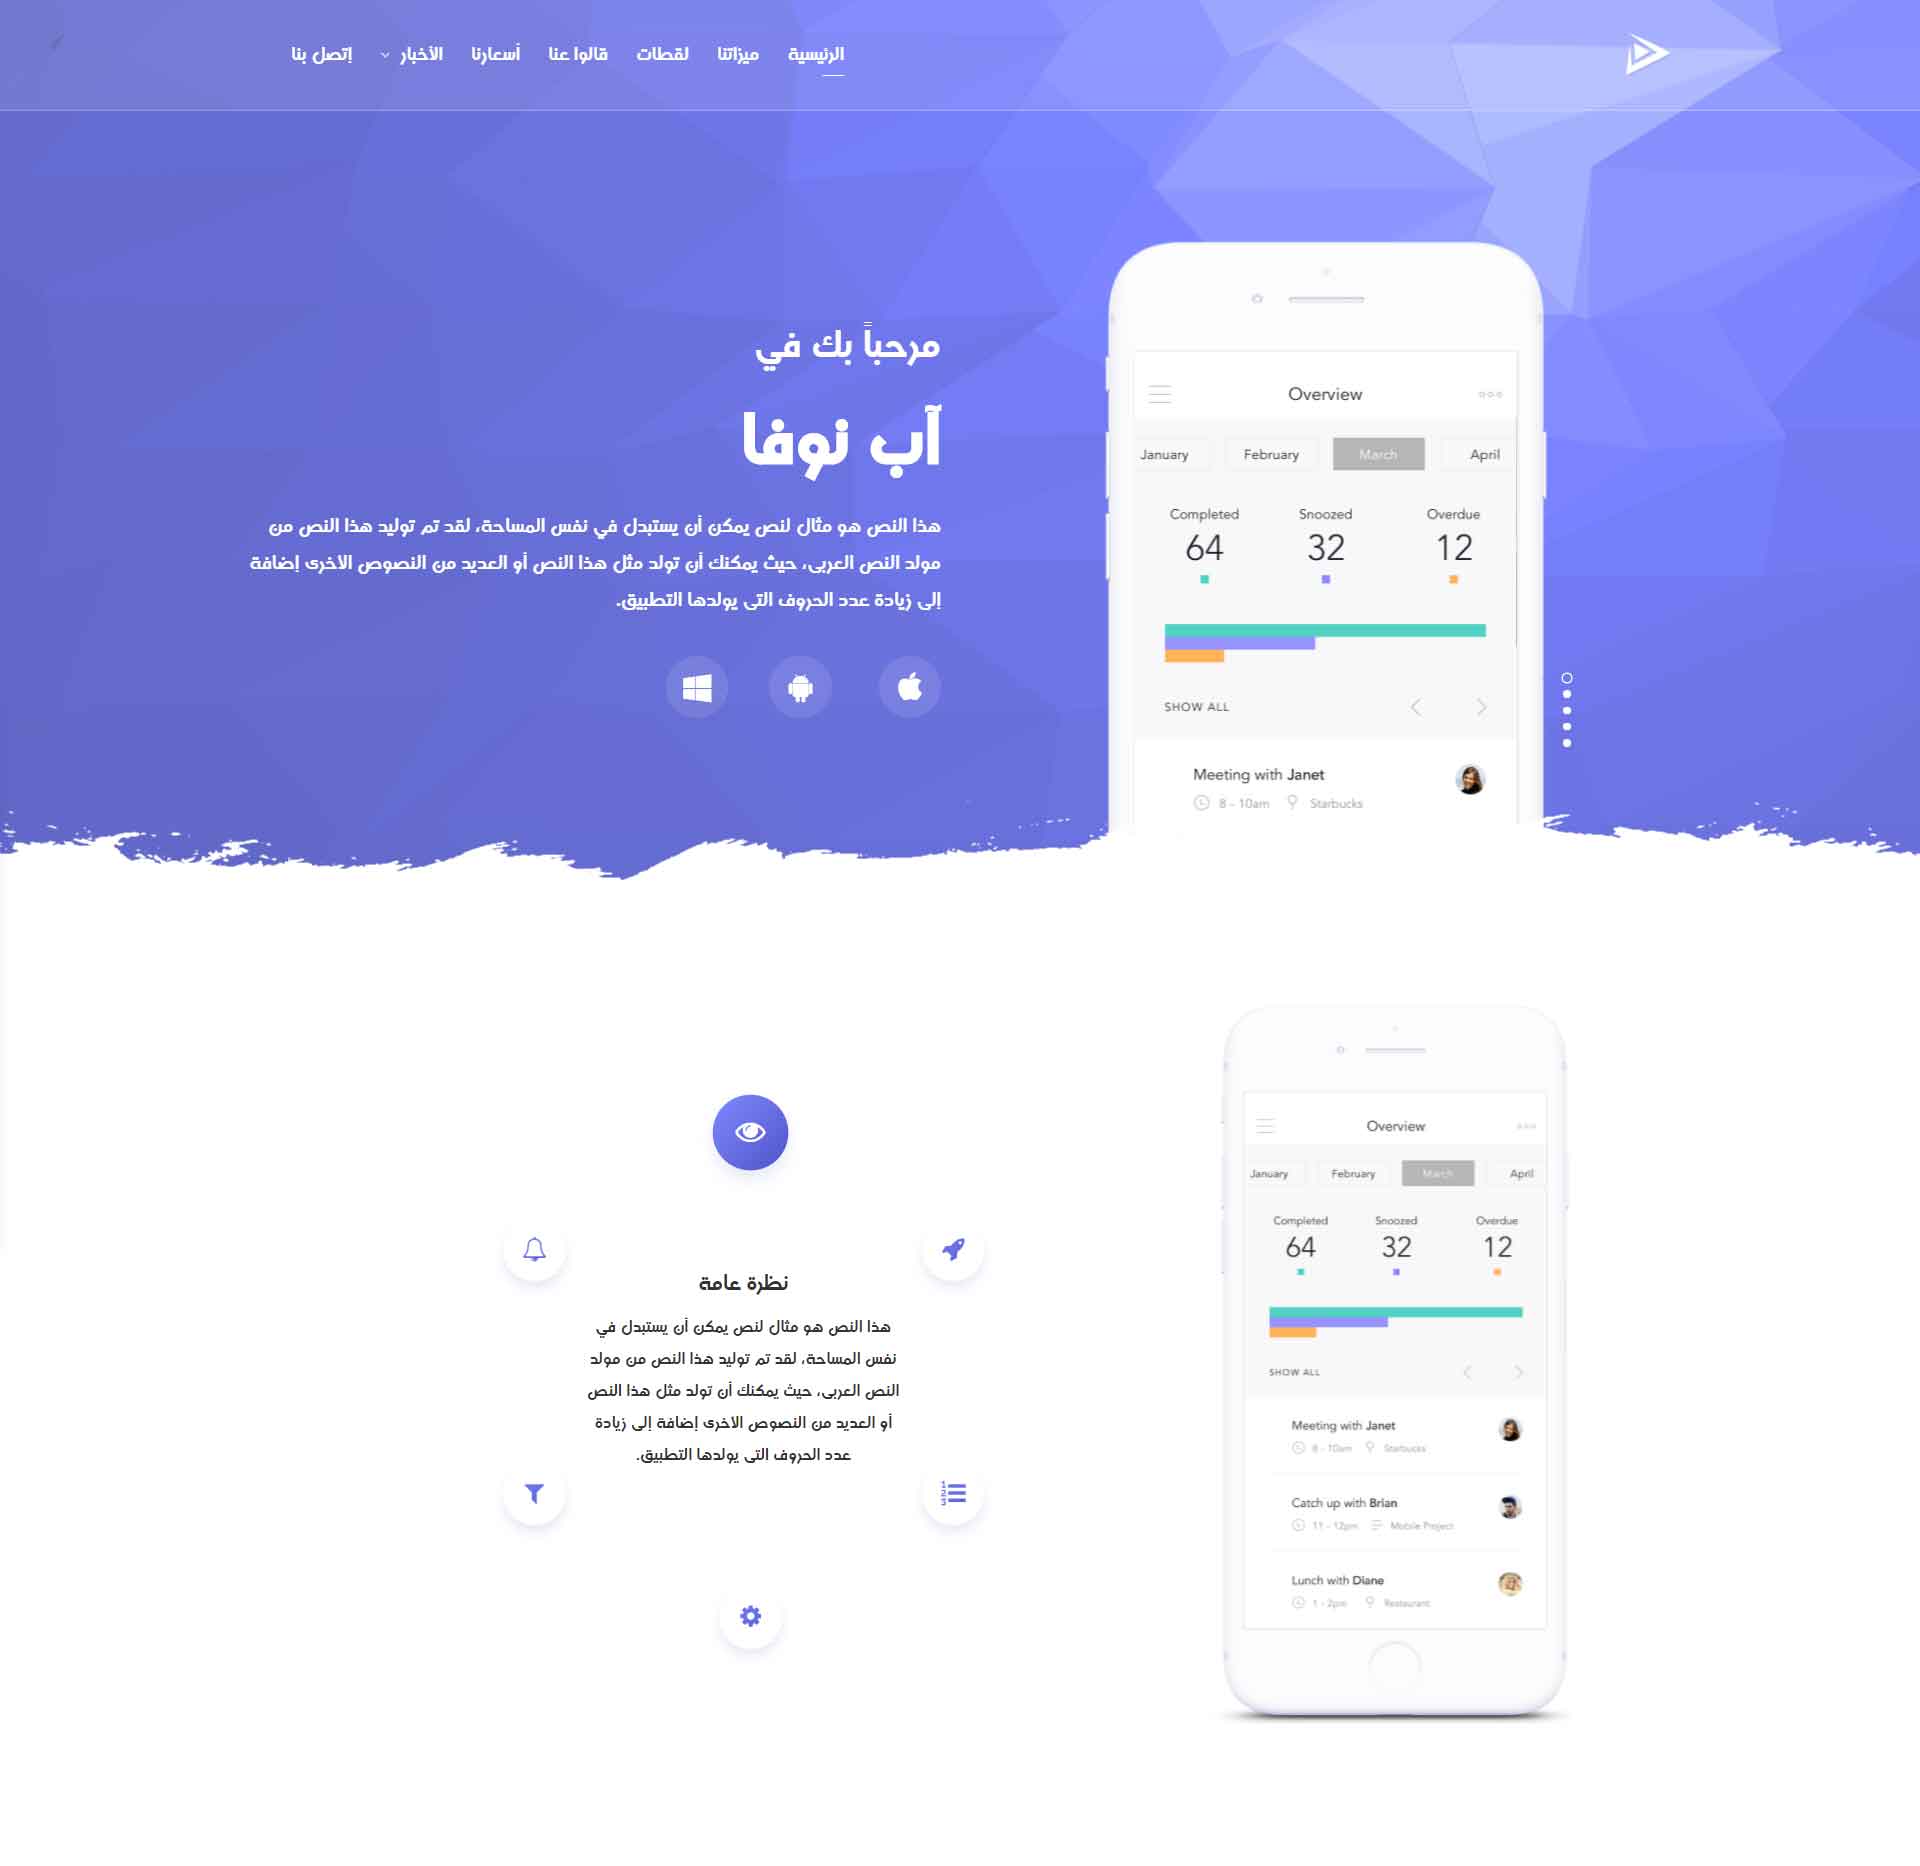 الرئيسية
ميزاتنا
لقطات
قالوا عنا
أسعارنا
الأخبار
إتصل بنا
مرحباً بك في
آب نوفا
هذا النص هو مثال لنص يمكن أن يستبدل في نفس المساحة، لقد تم توليد هذا النص من
مولد النص العربى، حيث يمكنك أن تولد مثل هذا النص أو العديد من النصوص الاخرى إضافة
إلى زيادة عدد الحروف التى يولدها التطبيق.
Overview
January February March April
Completed Snoozed Overdue
64 32 12
SHOW ALL
Meeting with Janet
8 - 10am Starbucks
نظرة عامة
هذا النص هو مثال لنص يمكن أن يستبدل في
نفس المساحة، لقد تم توليد هذا النص من مولد
النص العربى، حيث يمكنك أن تولد مثل هذا النص
أو العديد من النصوص الاخرى إضافة إلى زيادة
عدد الحروف التى يولدها التطبيق.
Overview
January February March April
Completed Snoozed Overdue
64 32 12
SHOW ALL
Meeting with Janet
8 - 10am Starbucks
Catch up with Brian
11 - 12pm Mobile Project
Lunch with Diane
1 - 2pm Restaurant